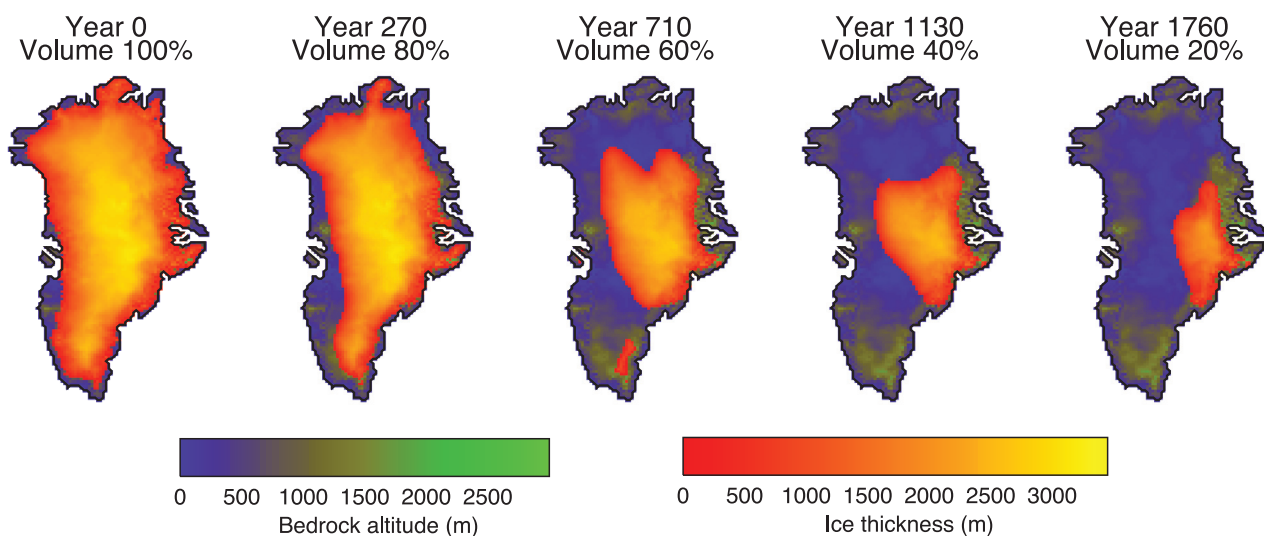 Year 0
Volume 100%
Year 270
Volume 80%
Year 710
Volume 60%
Year 1130
Volume 40%
Year 1760
Volume 20%
0 500 1000 1500 2000 2500
Bedrock altitude (m)
0 500 1000 1500 2000 2500 3000
Ice thickness (m)